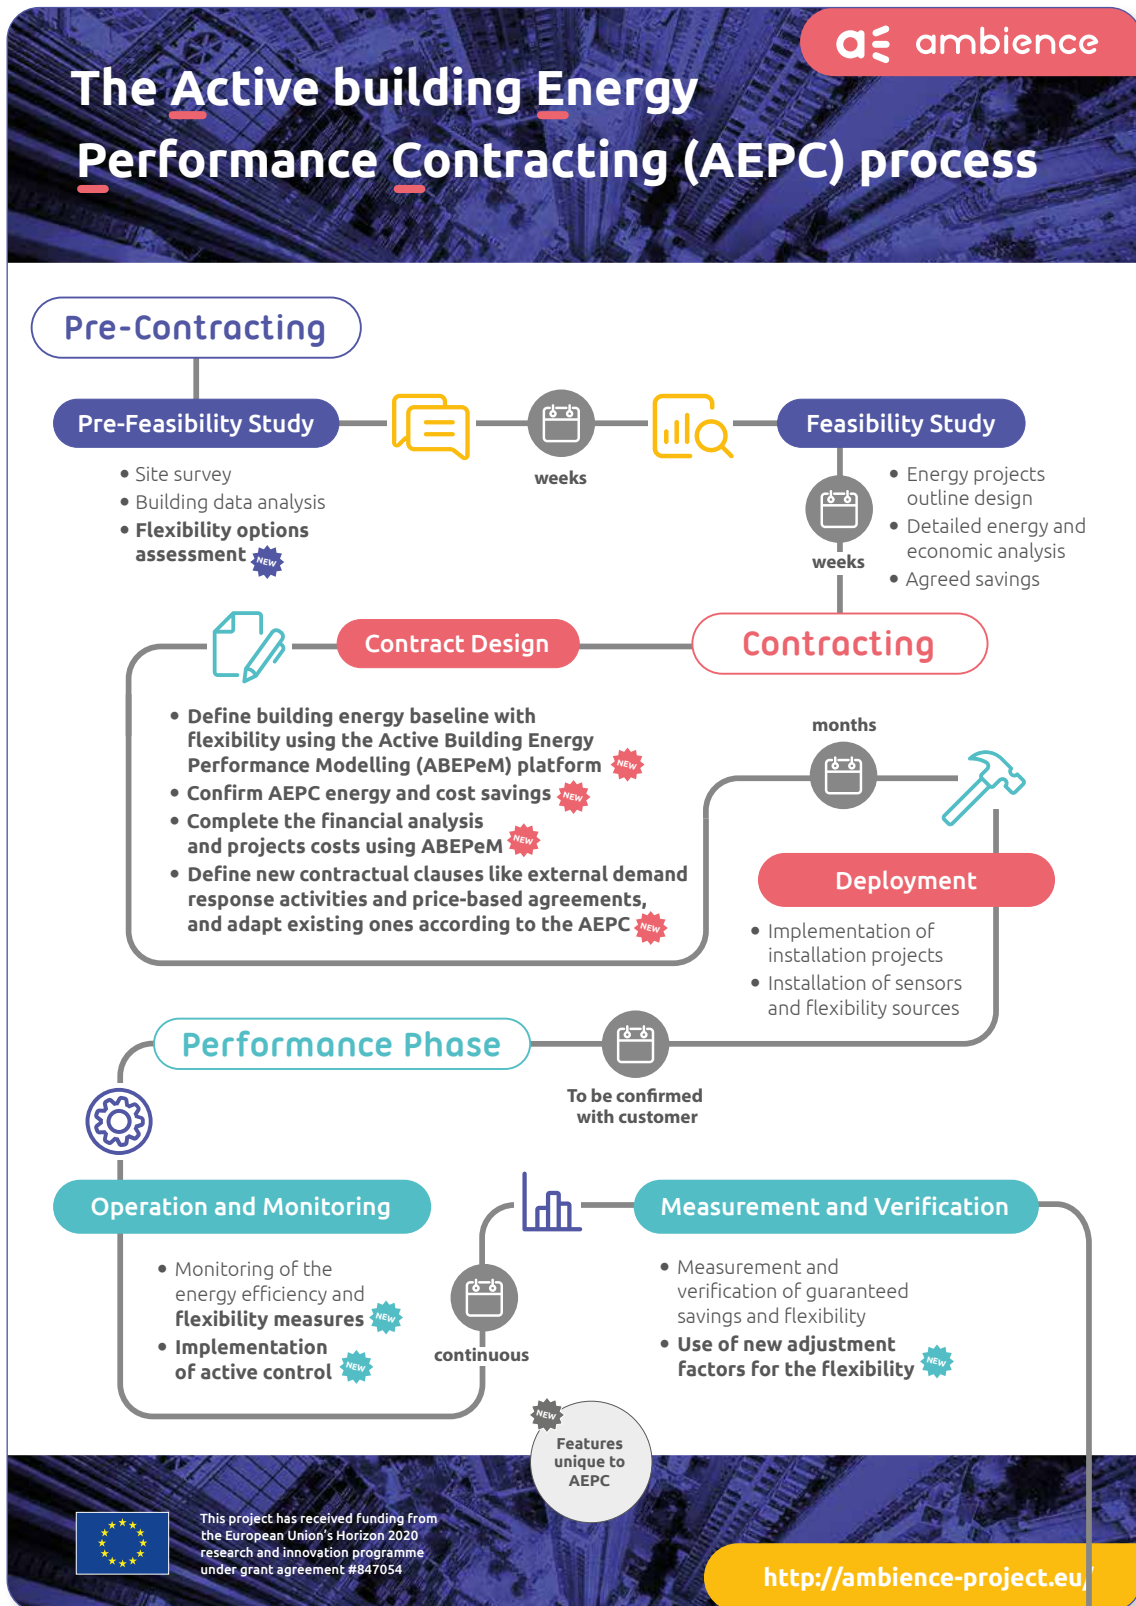 ambience
The Active building Energy
Performance Contracting (AEPC) process
Pre-Contracting
Pre-Feasibility Study
• Site survey
• Building data analysis
• Flexibility options
assessment NEW
weeks
Feasibility Study
• Energy projects
outline design
• Detailed energy and
economic analysis
• Agreed savings
weeks
Contracting
Contract Design
• Define building energy baseline with
flexibility using the Active Building Energy
Performance Modelling (ABEPeM) platform NEW
• Confirm AEPC energy and cost savings NEW
• Complete the financial analysis
and projects costs using ABEPeM NEW
• Define new contractual clauses like external demand
response activities and price-based agreements,
and adapt existing ones according to the AEPC NEW
months
Deployment
• Implementation of
installation projects
• Installation of sensors
and flexibility sources
Performance Phase
To be confirmed
with customer
Operation and Monitoring
• Monitoring of the
energy efficiency and
flexibility measures NEW
• Implementation
of active control NEW
continuous
Measurement and Verification
• Measurement and
verification of guaranteed
savings and flexibility
• Use of new adjustment
factors for the flexibility NEW
NEW
Features
unique to
AEPC
This project has received funding from
the European Union's Horizon 2020
research and innovation programme
under grant agreement #847054
http://ambience-project.eu/